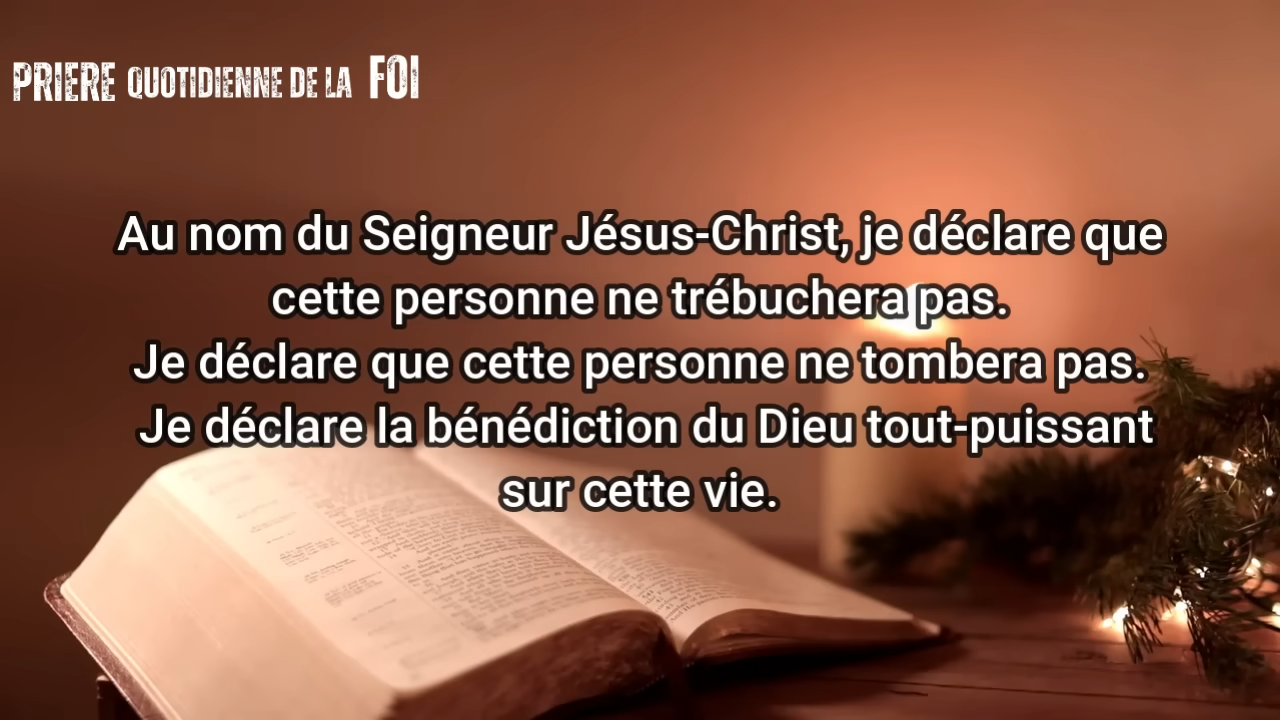 PRIERE QUOTIDIENNE DE LA FOI
Au nom du Seigneur Jésus-Christ, je déclare que
cette personne ne trébuchera pas.
Je déclare que cette personne ne tombera pas.
Je déclare la bénédiction du Dieu tout-puissant
sur cette vie.